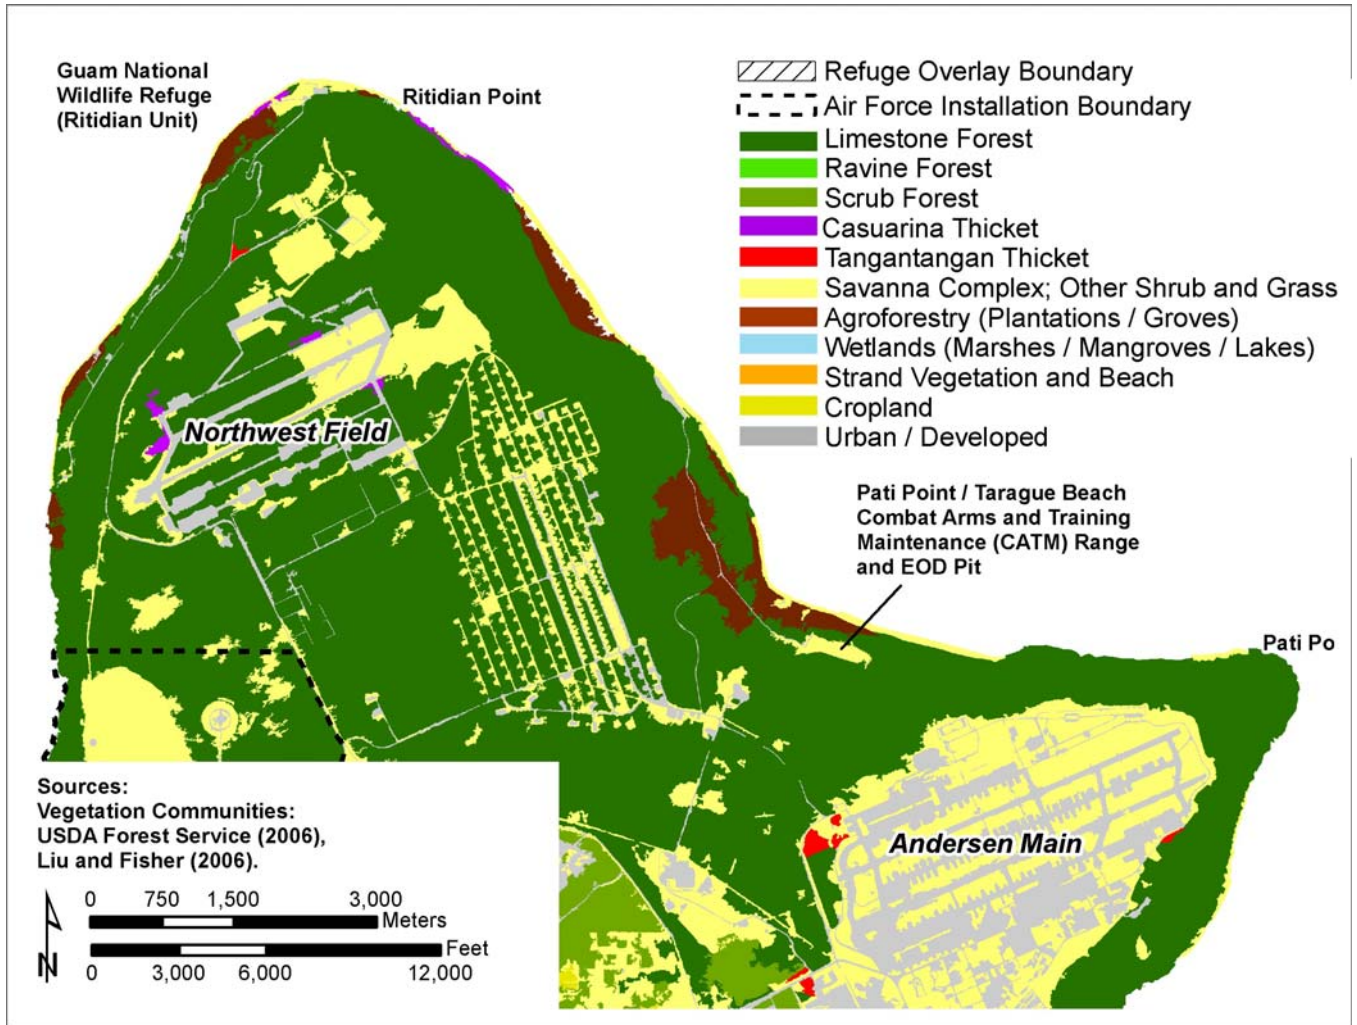 Guam National
Wildlife Refuge
(Ritidian Unit)
Ritidian Point
Refuge Overlay Boundary
Air Force Installation Boundary
Limestone Forest
Ravine Forest
Scrub Forest
Casuarina Thicket
Tangantangan Thicket
Savanna Complex; Other Shrub and Grass
Agroforestry (Plantations / Groves)
Wetlands (Marshes / Mangroves / Lakes)
Strand Vegetation and Beach
Cropland
Urban / Developed
Northwest Field
Pati Point / Tarague Beach
Combat Arms and Training
Maintenance (CATM) Range
and EOD Pit
Pati Po
Andersen Main
Sources:
Vegetation Communities:
USDA Forest Service (2006),
Liu and Fisher (2006).
0 750 1,500 3,000
Meters
Feet
0 3,000 6,000 12,000
N